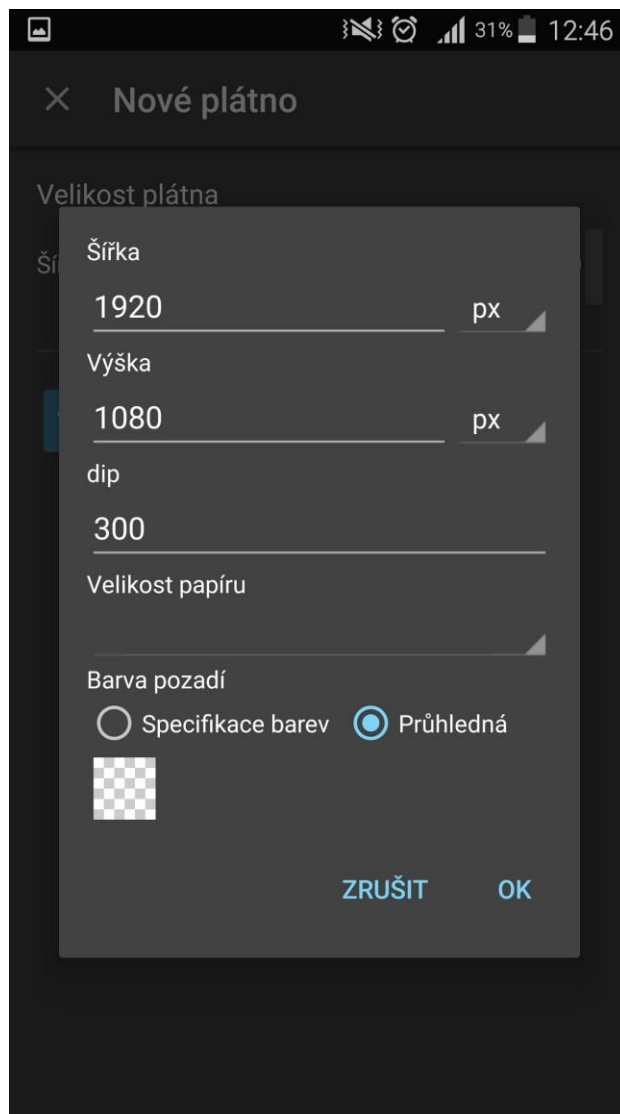 31% 12:46
Nové plátno
Velikost plátna
Šířka
1920 px
Výška
1080 px
dip
300
Velikost papíru
Barva pozadí
Specifikace barev Průhledná
ZRUŠIT OK